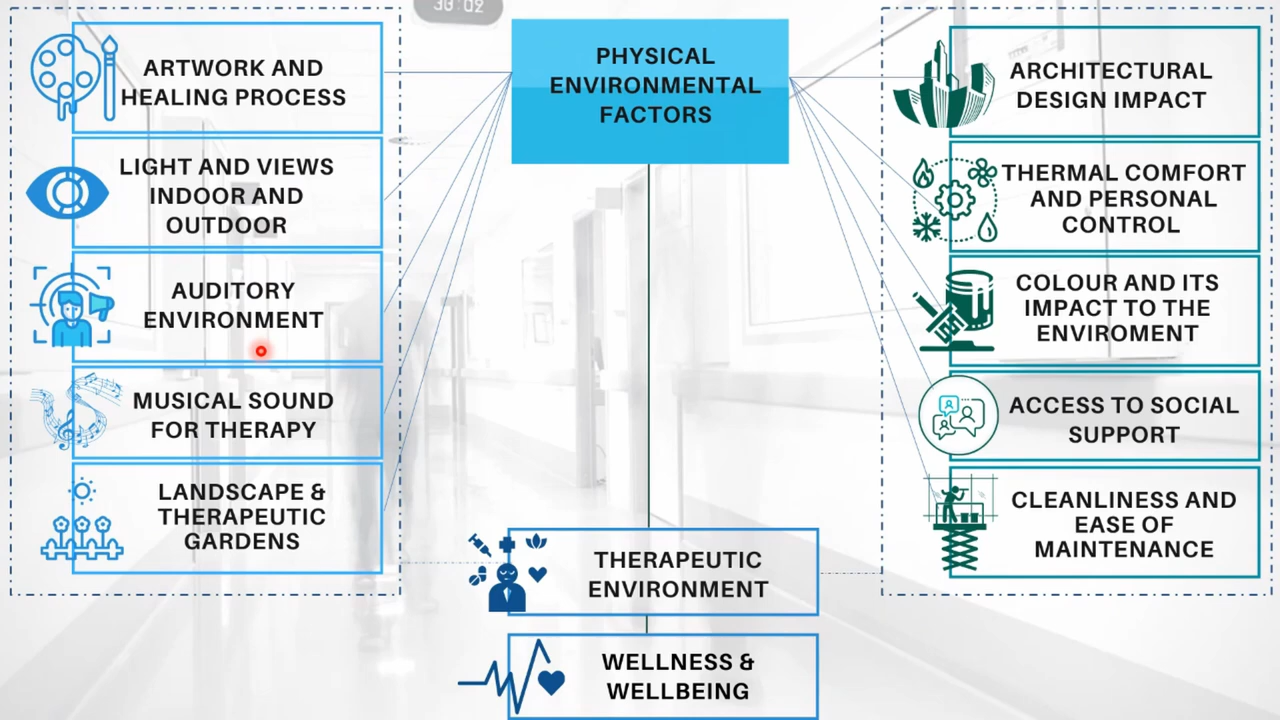 30:02
PHYSICAL
ENVIRONMENTAL
FACTORS
ARTWORK AND
HEALING PROCESS
LIGHT AND VIEWS
INDOOR AND
OUTDOOR
AUDITORY
ENVIRONMENT
MUSICAL SOUND
FOR THERAPY
LANDSCAPE &
THERAPEUTIC
GARDENS
ARCHITECTURAL
DESIGN IMPACT
THERMAL COMFORT
AND PERSONAL
CONTROL
COLOUR AND ITS
IMPACT TO THE
ENVIROMENT
ACCESS TO SOCIAL
SUPPORT
CLEANLINESS AND
EASE OF
MAINTENANCE
THERAPEUTIC
ENVIRONMENT
WELLNESS &
WELLBEING